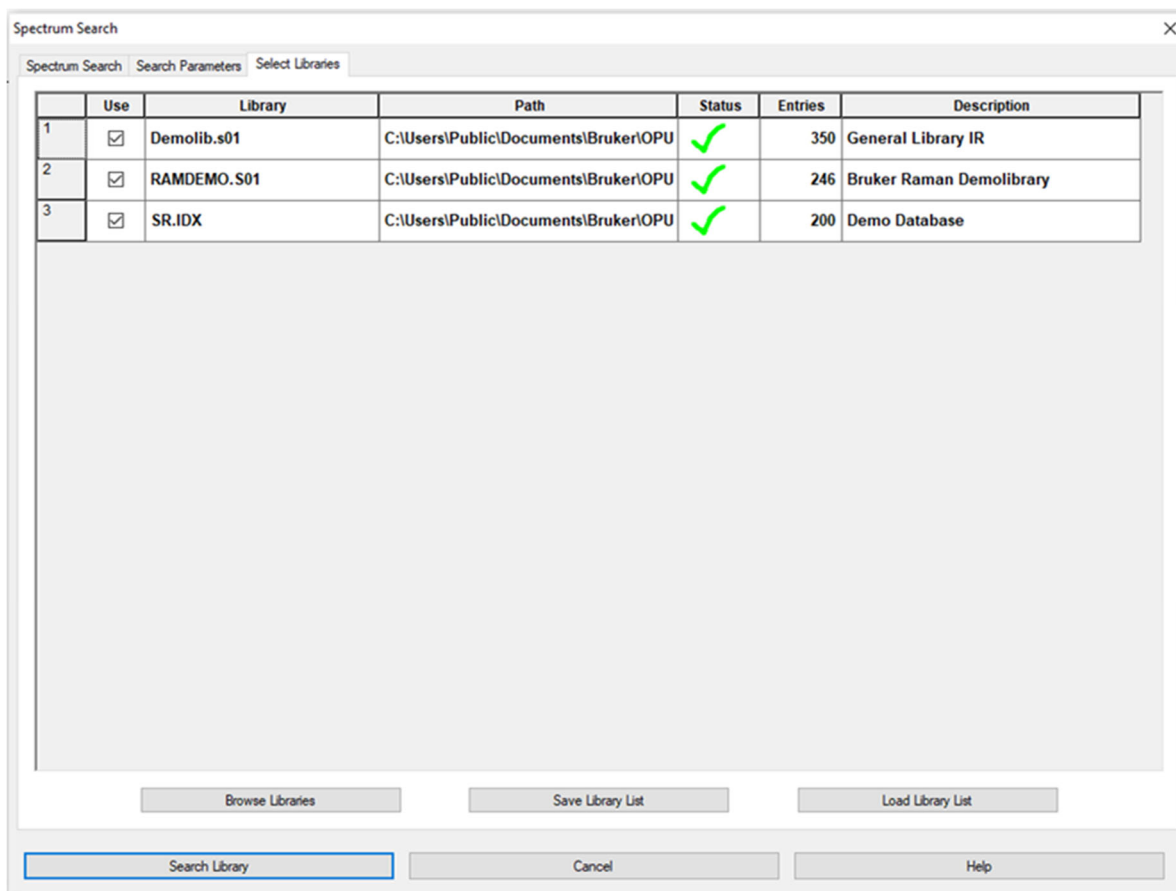 Spectrum Search
Spectrum Search Search Parameters Select Libraries
Use Library Path Status Entries Description
1 Demolib.s01 C:\Users\Public\Documents\Bruker\OPU 350 General Library IR
2 RAMDEMO.S01 C:\Users\Public\Documents\Bruker\OPU 246 Bruker Raman Demolibrary
3 SR.IDX C:\Users\Public\Documents\Bruker\OPU 200 Demo Database
Browse Libraries Save Library List Load Library List
Search Library Cancel Help